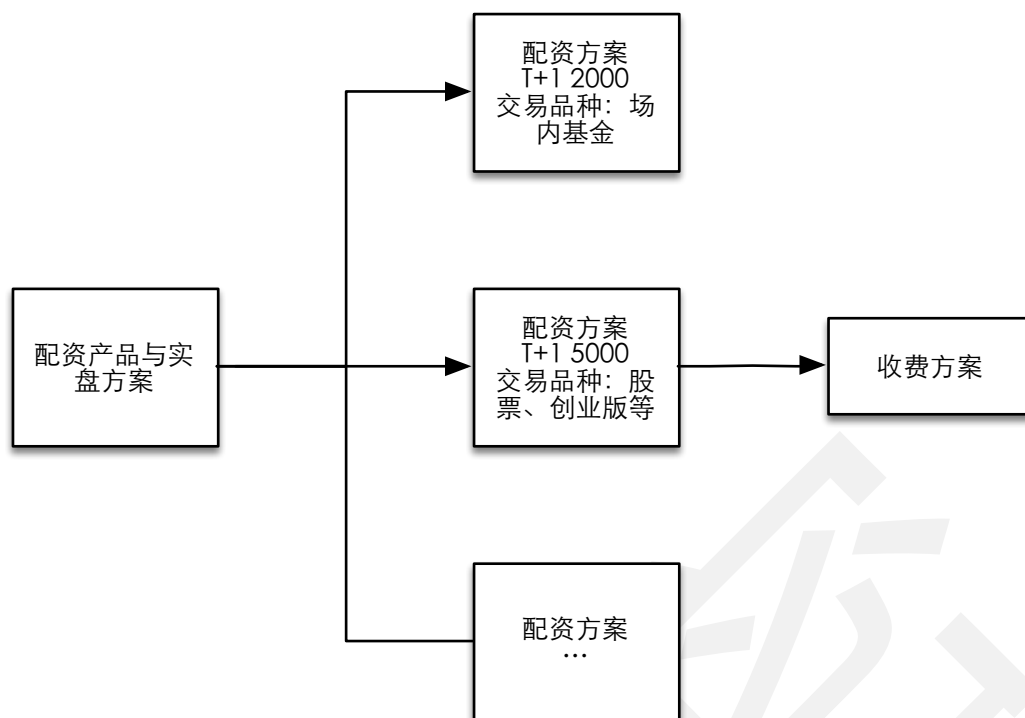 配资方案
T+1 2000
交易品种：场
内基金
配资产品与实
盘方案
配资方案
T+1 5000
交易品种：股
票、创业版等
收费方案
配资方案
...